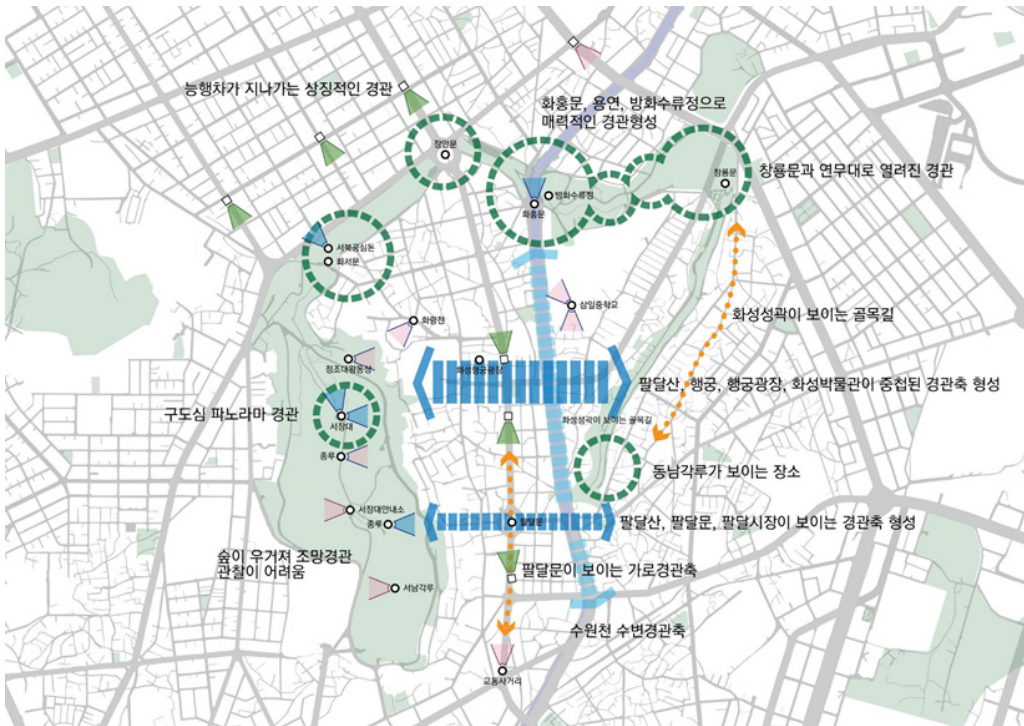 능행차가 지나가는 상징적인 경관
화홍문, 용연, 방화수류정으로
매력적인 경관형성
장안문
창룡문과 연무대로 열려진 경관
창룡문
방화수류정
화홍문
서북공심돈
화서문
삼일중학교
화령전
화성성곽이 보이는 골목길
정조대왕동상
화성행궁광장
팔달산, 행궁, 행궁광장, 화성박물관이 중첩된 경관축 형성
구도심 파노라마 경관
서장대
화성성곽이 보이는 골목길
종루
동남각루가 보이는 장소
서장대안내소
종루
팔달문
팔달산, 팔달문, 팔달시장이 보이는 경관축 형성
숲이 우거져 조망경관
관찰이 어려움
팔달문이 보이는 가로경관축
서남각루
수원천 수변경관축
교동사거리